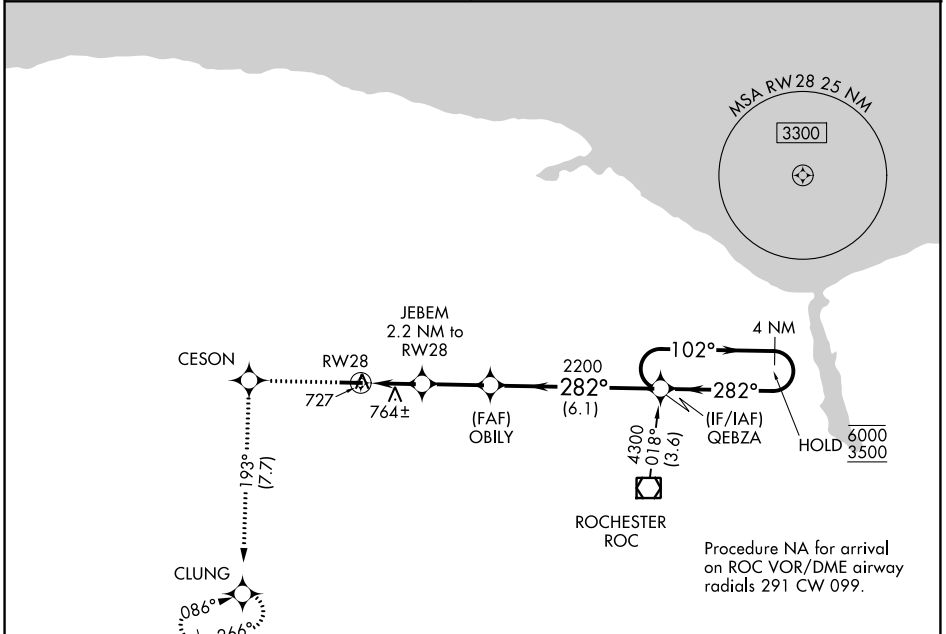 MSA RW28 25 NM
3300
JEBEM
2.2 NM to
RW28
4 NM
CESON
RW28
2200
102°
727
764±
282°
282°
(6.1)
(FAF)
OBILY
(IF/IAF)
QEBZA
HOLD
6000
3500
4300
018°
(3.6)
193°
(7.7)
ROCHESTER
ROC
Procedure NA for arrival
on ROC VOR/DME airway
radials 291 CW 099.
CLUNG
086°
266°